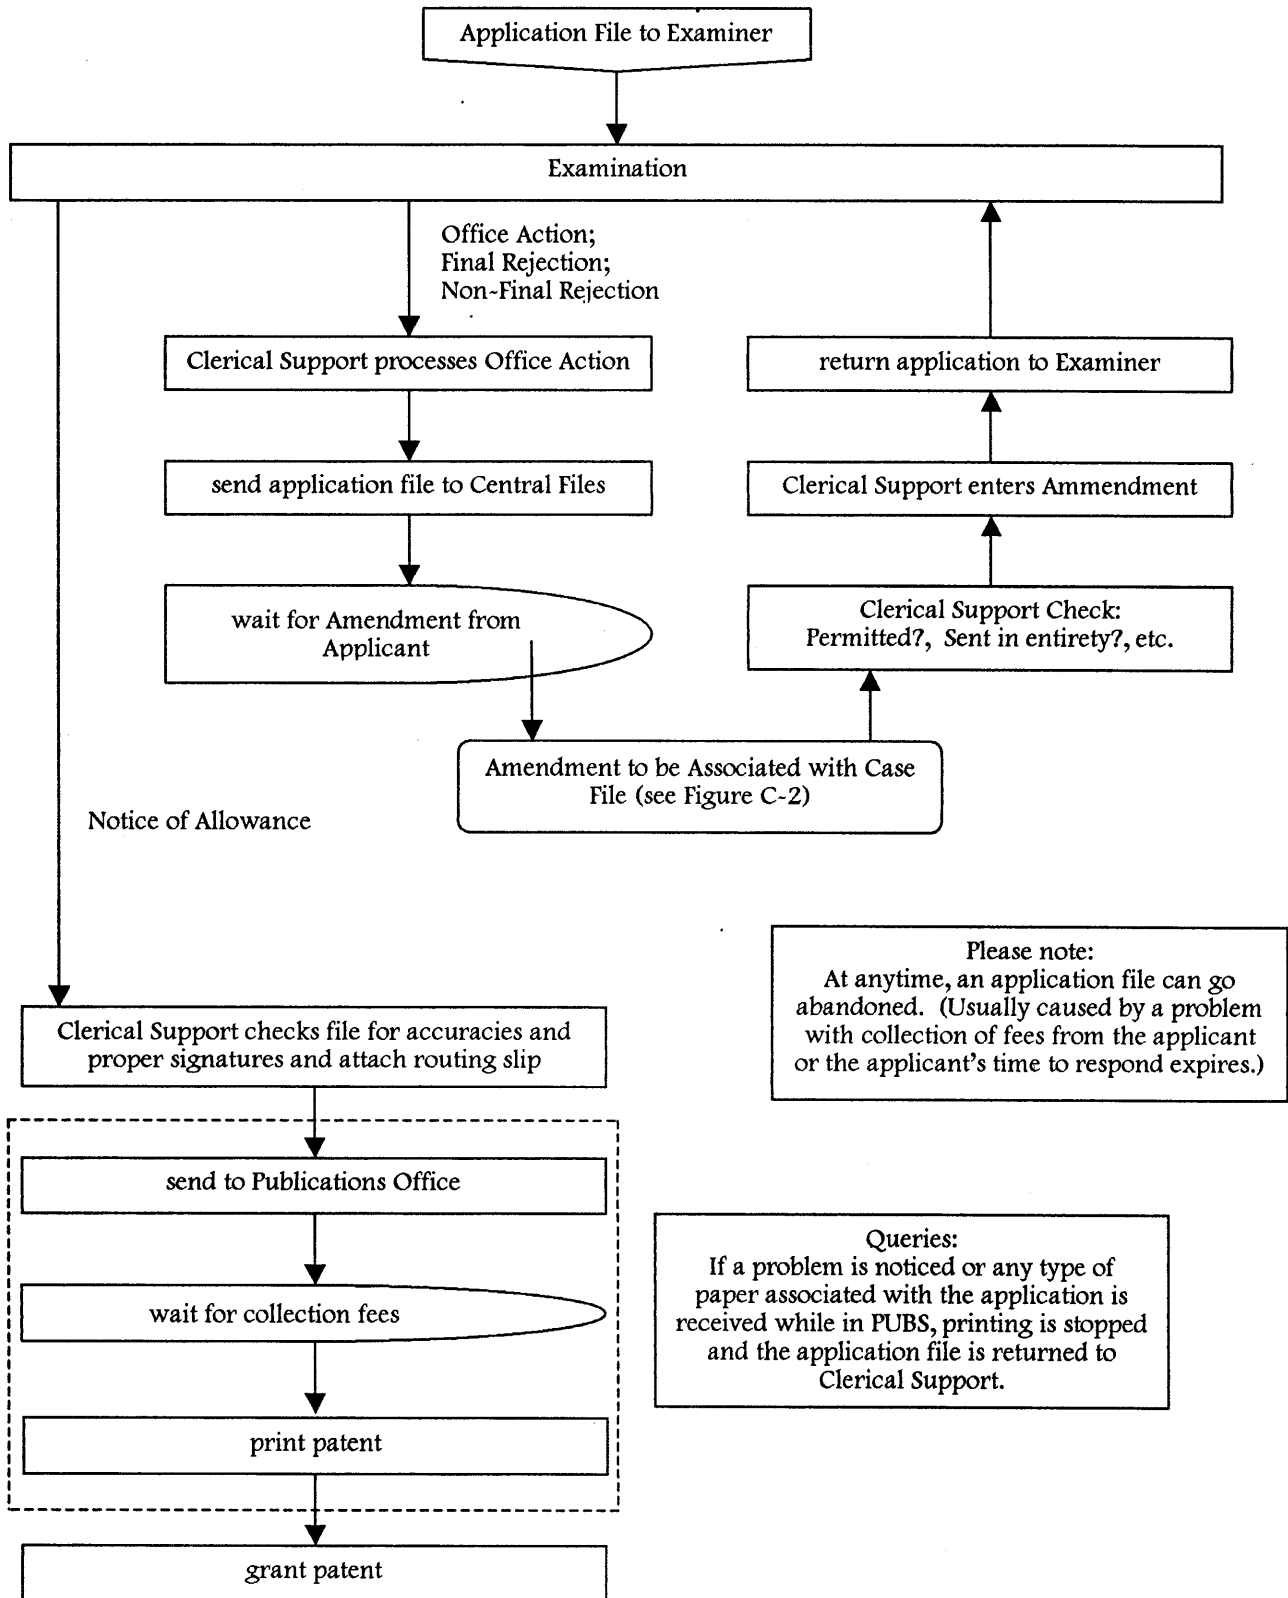 Application File to Examiner
Examination
Office Action;
Final Rejection;
Non-Final Rejection
Clerical Support processes Office Action
return application to Examiner
send application file to Central Files
Clerical Support enters Ammendment
wait for Amendment from
Applicant
Clerical Support Check:
Permitted?, Sent in entirety?, etc.
Amendment to be Associated with Case
File (see Figure C-2)
Notice of Allowance
Please note:
At anytime, an application file can go
abandoned. (Usually caused by a problem
with collection of fees from the applicant
or the applicant's time to respond expires.)
Clerical Support checks file for accuracies and
proper signatures and attach routing slip
send to Publications Office
wait for collection fees
Queries:
If a problem is noticed or any type of
paper associated with the application is
received while in PUBS, printing is stopped
and the application file is returned to
Clerical Support.
print patent
grant patent